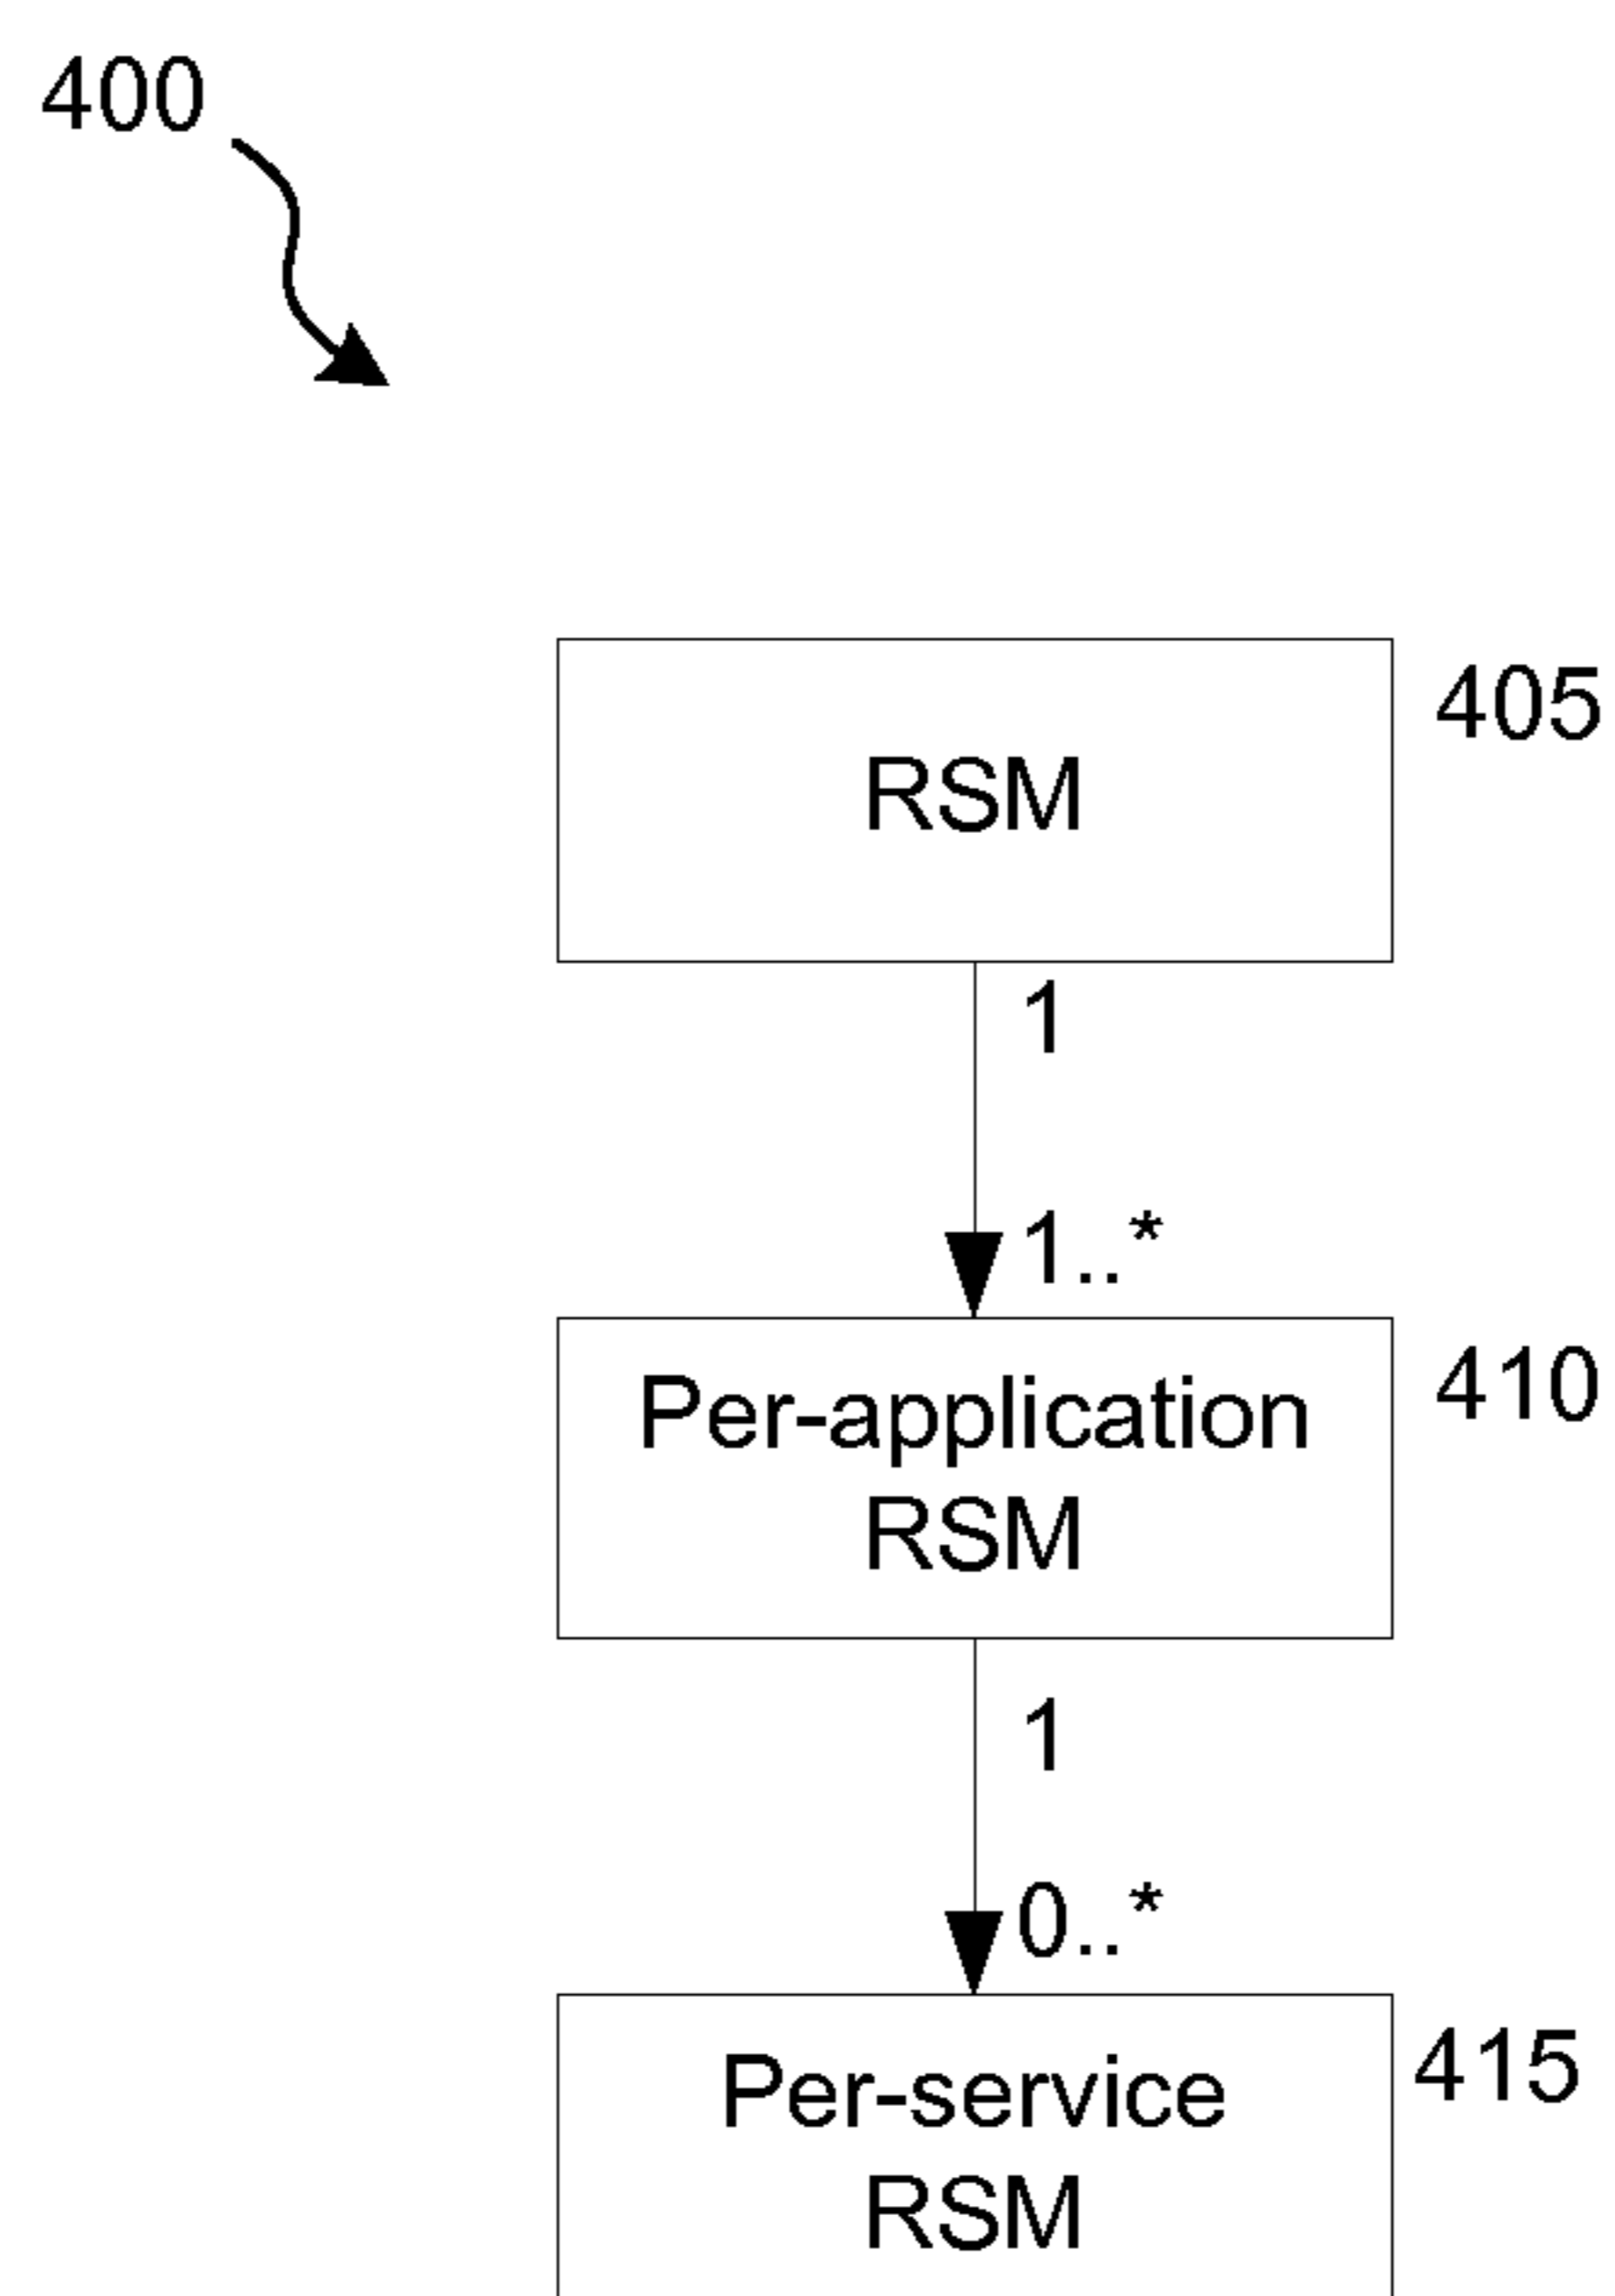 400
405
RSM
1
1..*
410
Per-application
RSM
1
0..*
415
Per-service
RSM